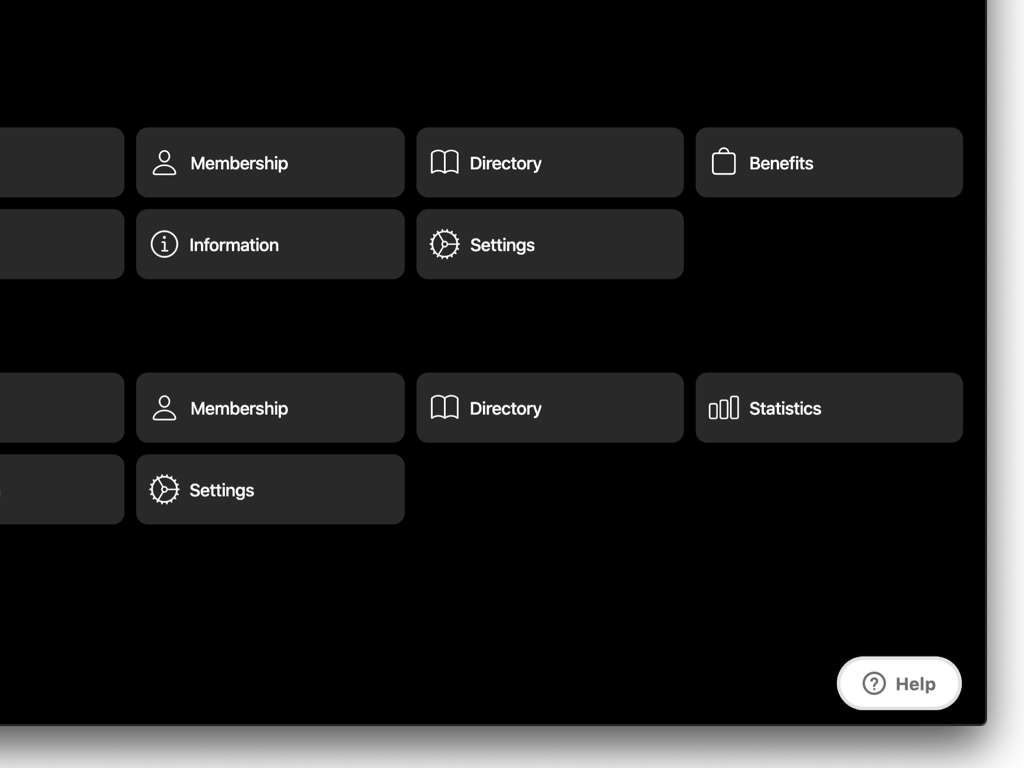 Membership
Directory
Benefits
Information
Settings
Membership
Directory
Statistics
Settings
Help